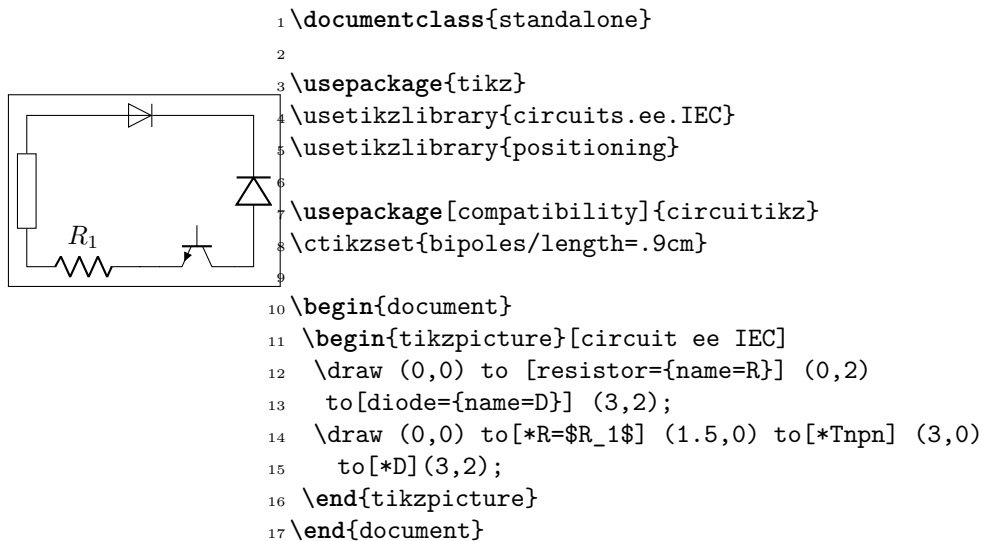 R_1
1 \documentclass{standalone}
2
3 \usepackage{tikz}
4 \usetikzlibrary{circuits.ee.IEC}
5 \usetikzlibrary{positioning}
6
7 \usepackage[compatibility]{circuitikz}
8 \ctikzset{bipoles/length=.9cm}
9
10 \begin{document}
11  \begin{tikzpicture}[circuit ee IEC]
12   \draw (0,0) to [resistor={name=R}] (0,2)
13    to[diode={name=D}] (3,2);
14   \draw (0,0) to[*R=$R_1$] (1.5,0) to[*Tnpn] (3,0)
15     to[*D](3,2);
16  \end{tikzpicture}
17 \end{document}